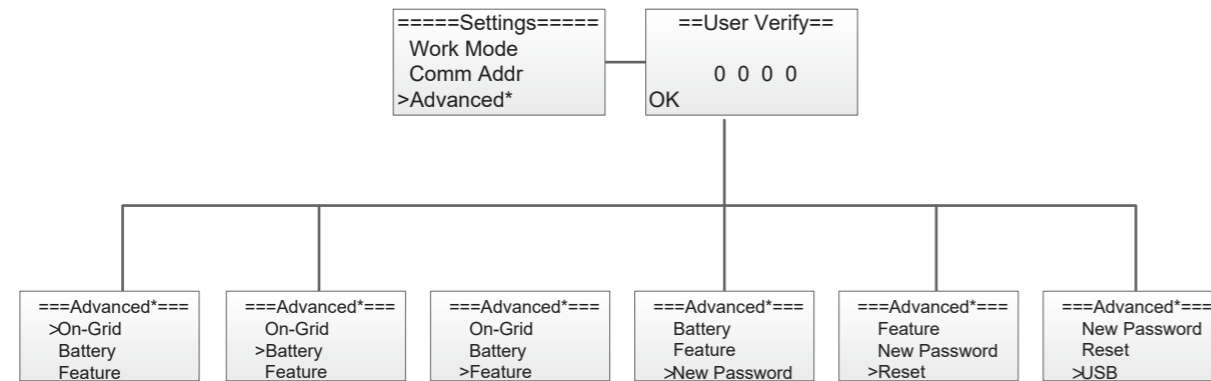 =====Settings=====
Work Mode
Comm Addr
>Advanced*
==User Verify==
0 0 0 0
OK
===Advanced*===
>On-Grid
Battery
Feature
===Advanced*===
On-Grid
>Battery
Feature
===Advanced*===
On-Grid
Battery
>Feature
===Advanced*===
Battery
Feature
>New Password
===Advanced*===
Feature
New Password
>Reset
===Advanced*===
New Password
Reset
>USB